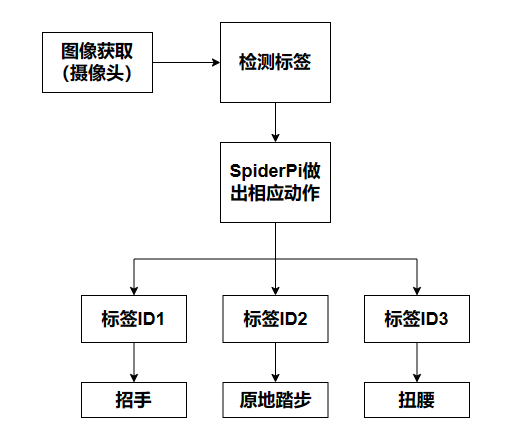 图像获取
（摄像头）
检测标签
SpiderPi做
出相应动作
标签ID1
标签ID2
标签ID3
招手
原地踏步
扭腰